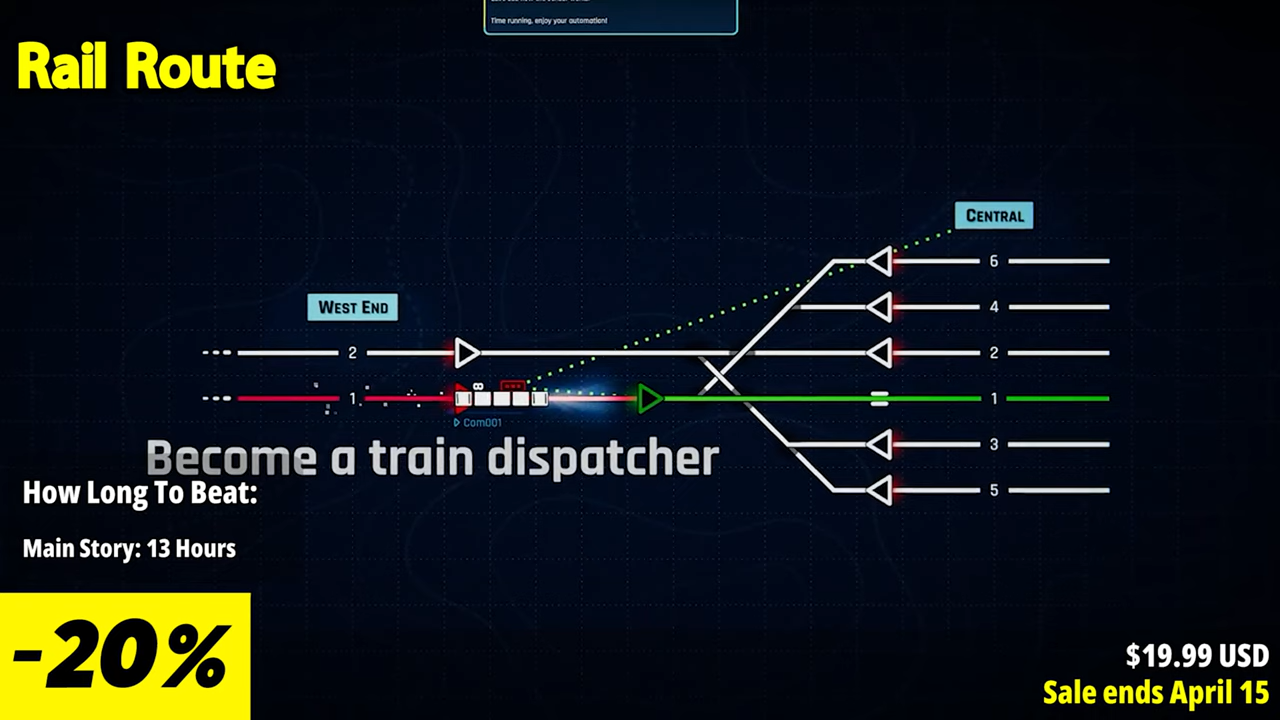 Time running, enjoy your automation!
Rail Route
CENTRAL
6
WEST END
4
2
2
1
1
Com001
3
Become a train dispatcher
5
How Long To Beat:
Main Story: 13 Hours
-20%
$19.99 USD
Sale ends April 15